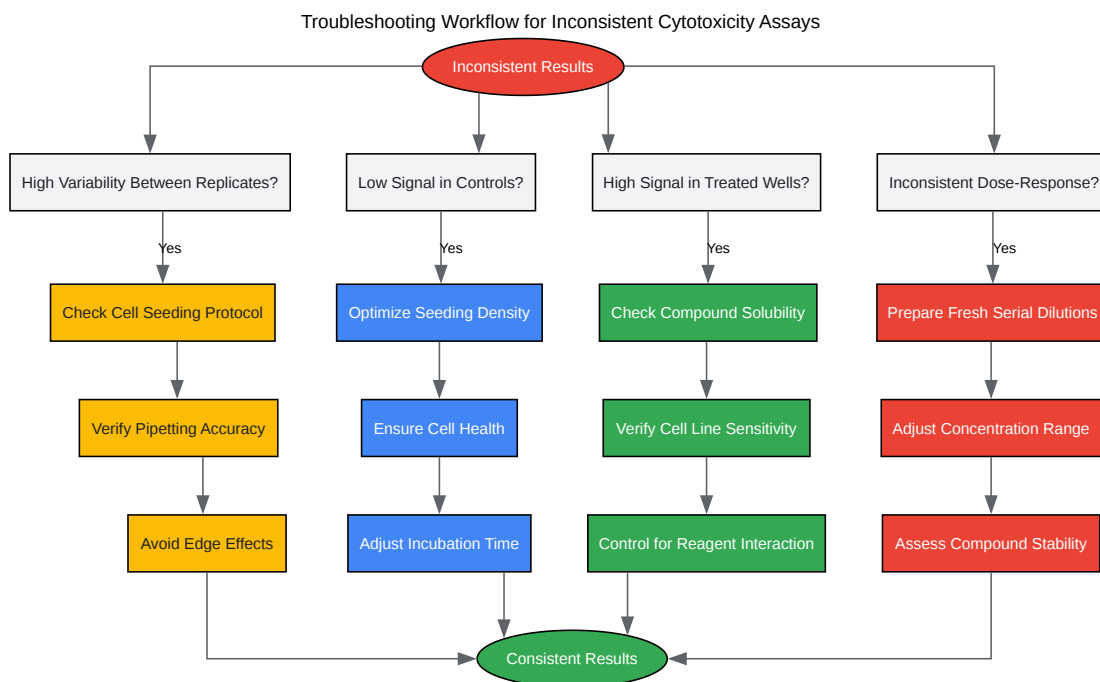 Troubleshooting Workflow for Inconsistent Cytotoxicity Assays
Inconsistent Results
High Variability Between Replicates?
Low Signal in Controls?
High Signal in Treated Wells?
Inconsistent Dose-Response?
Yes
Yes
Yes
Yes
Check Cell Seeding Protocol
Optimize Seeding Density
Check Compound Solubility
Prepare Fresh Serial Dilutions
Verify Pipetting Accuracy
Ensure Cell Health
Verify Cell Line Sensitivity
Adjust Concentration Range
Avoid Edge Effects
Adjust Incubation Time
Control for Reagent Interaction
Assess Compound Stability
Consistent Results